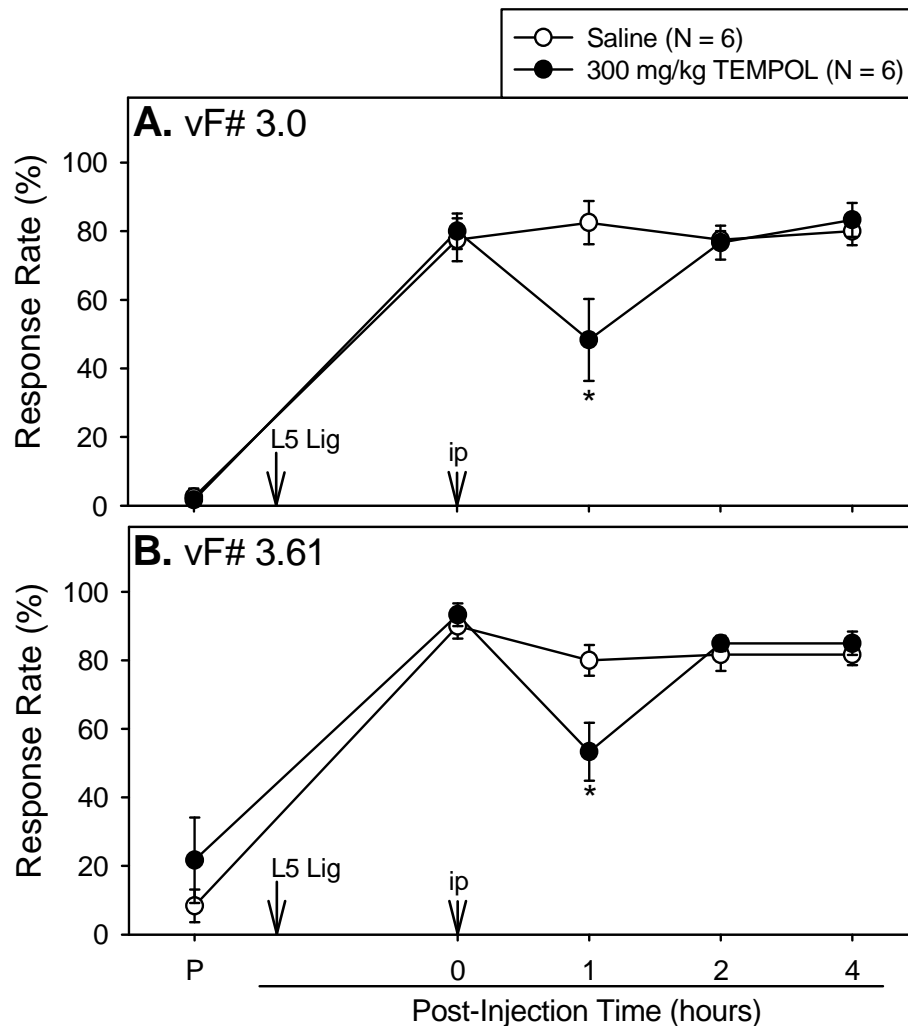 Saline (N = 6)
300 mg/kg TEMPOL (N = 6)
A. vF# 3.0
Response Rate (%)
100
80
60
40
20
0
L5 Lig
ip
*
B. vF# 3.61
Response Rate (%)
100
80
60
40
20
0
L5 Lig
ip
*
P 0 1 2 4
Post-Injection Time (hours)